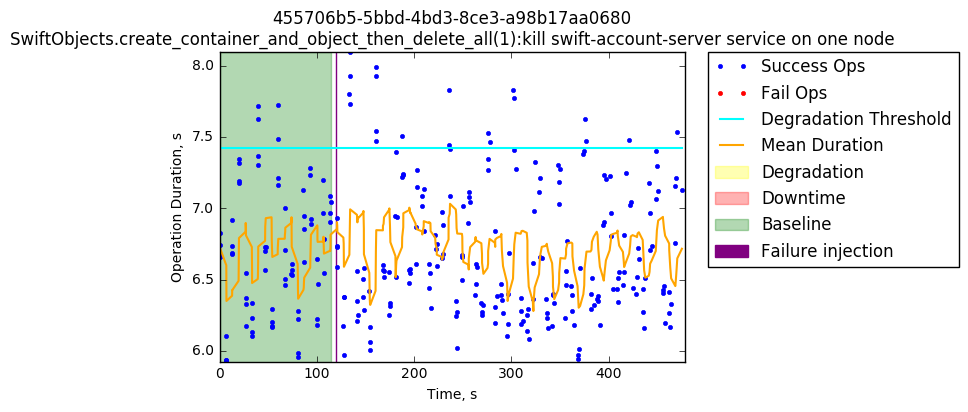 455706b5-5bbd-4bd3-8ce3-a98b17aa0680
SwiftObjects.create_container_and_object_then_delete_all(1):kill swift-account-server service on one node
8.0
7.5
7.0
6.5
6.0
Operation Duration, s
0
100
200
300
400
Time, s
Success Ops
Fail Ops
Degradation Threshold
Mean Duration
Degradation
Downtime
Baseline
Failure injection